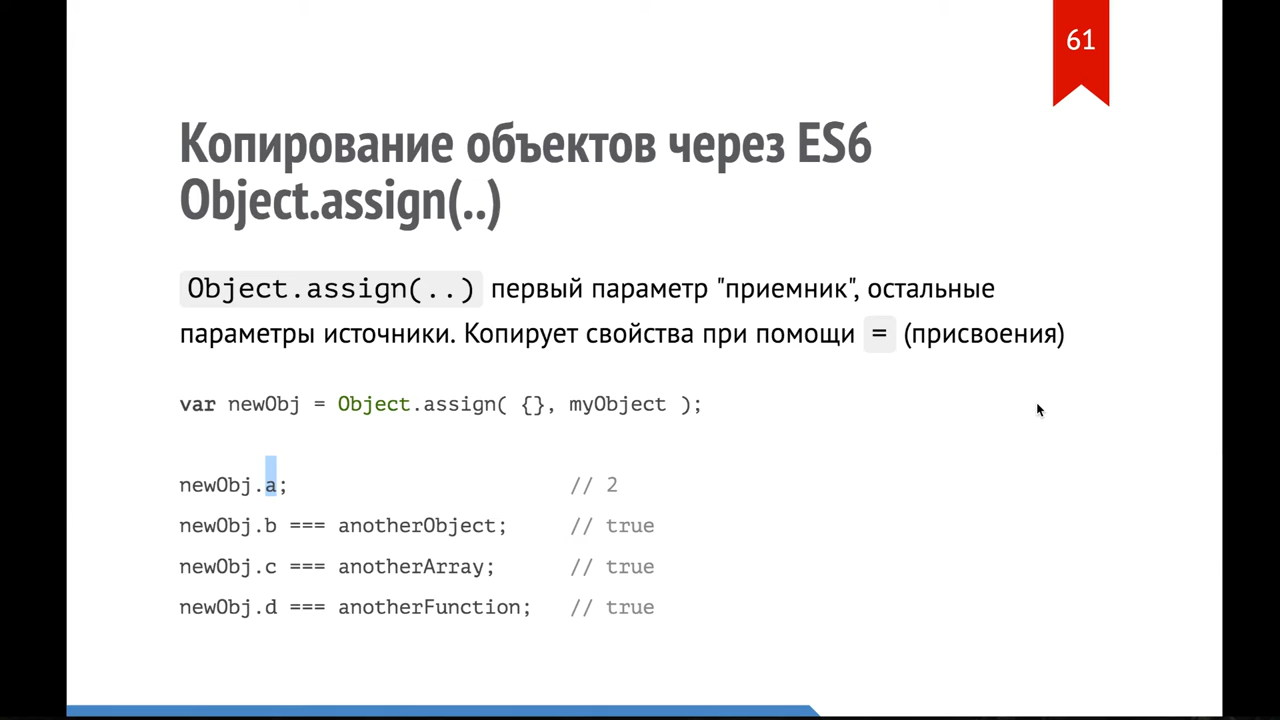 61
Копирование объектов через ES6
Object.assign(..)
Object.assign(..) первый параметр "приемник", остальные
параметры источники. Копирует свойства при помощи = (присвоения)
var newObj = Object.assign( {}, myObject );
newObj.a; // 2
newObj.b === anotherObject; // true
newObj.c === anotherArray; // true
newObj.d === anotherFunction; // true